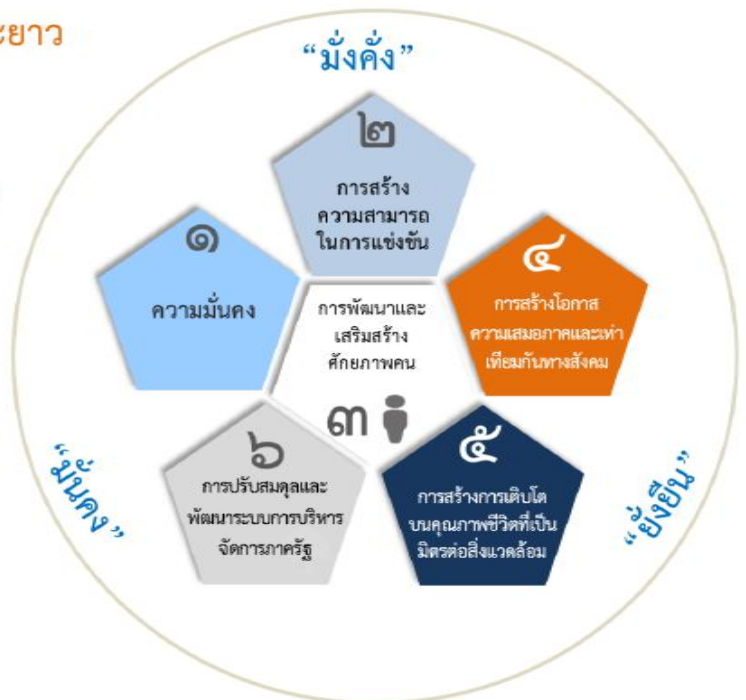 ะยาว
“มั่งคั่ง”
๒
การสร้าง
ความสามารถ
ในการแข่งขัน
๑
ความมั่นคง
๔
การสร้างโอกาส
ความเสมอภาคและเท่า
เทียมกันทางสังคม
การพัฒนาและ
เสริมสร้าง
ศักยภาพคน
๓
๖
การปรับสมดุลและ
พัฒนาระบบการบริหาร
จัดการภาครัฐ
๕
การสร้างการเติบโต
บนคุณภาพชีวิตที่เป็น
มิตรต่อสิ่งแวดล้อม
“มั่นคง”
“ยั่งยืน”